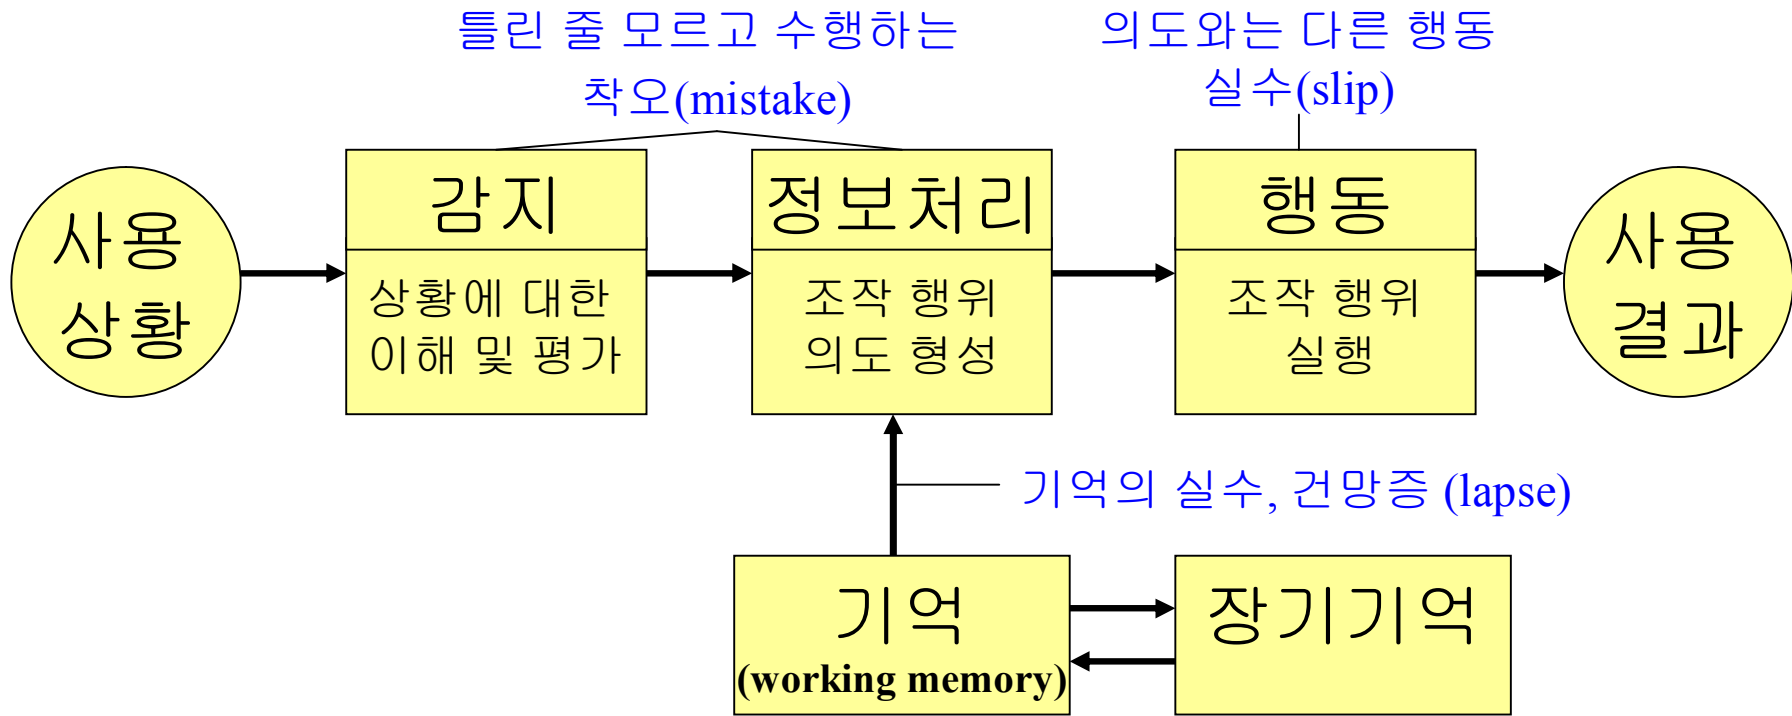 틀린 줄 모르고 수행하는
착오(mistake)
의도와는 다른 행동
실수(slip)
사용
상황
감지
상황에 대한
이해 및 평가
정보처리
조작 행위
의도 형성
행동
조작 행위
실행
사용
결과
기억의 실수, 건망증 (lapse)
기억
(working memory)
장기기억